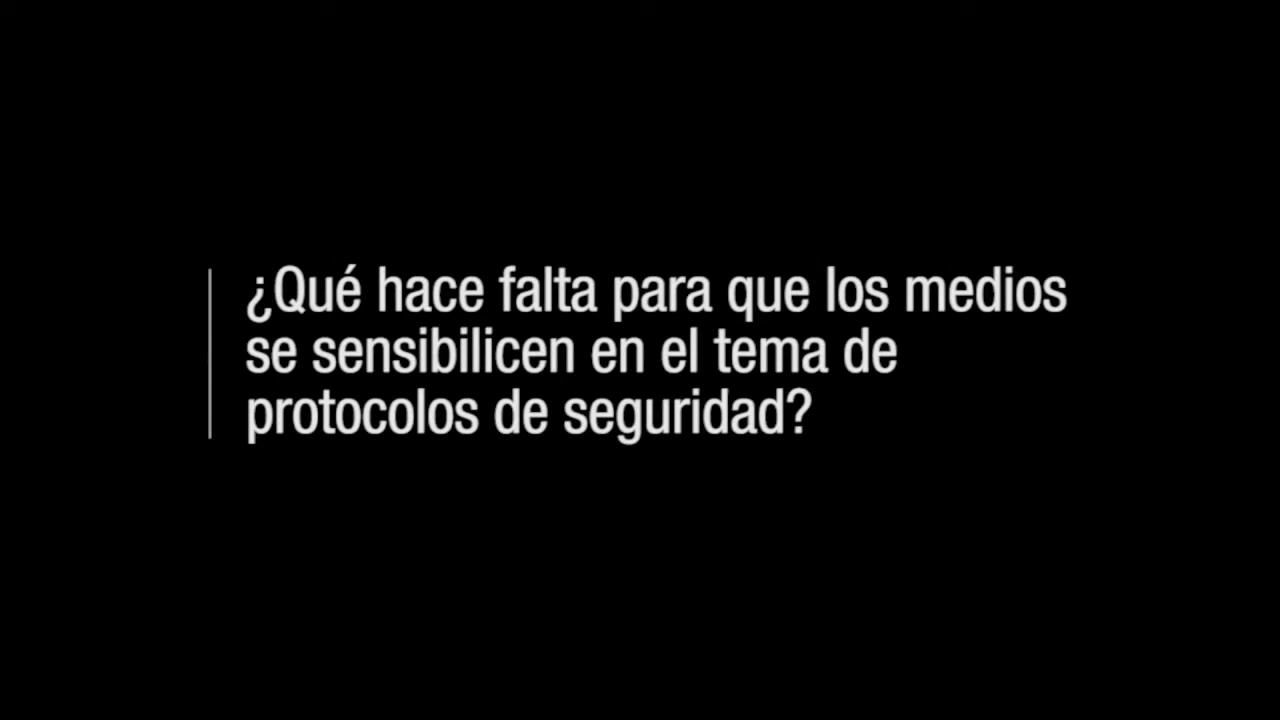 ¿Qué hace falta para que los medios
se sensibilicen en el tema de
protocolos de seguridad?